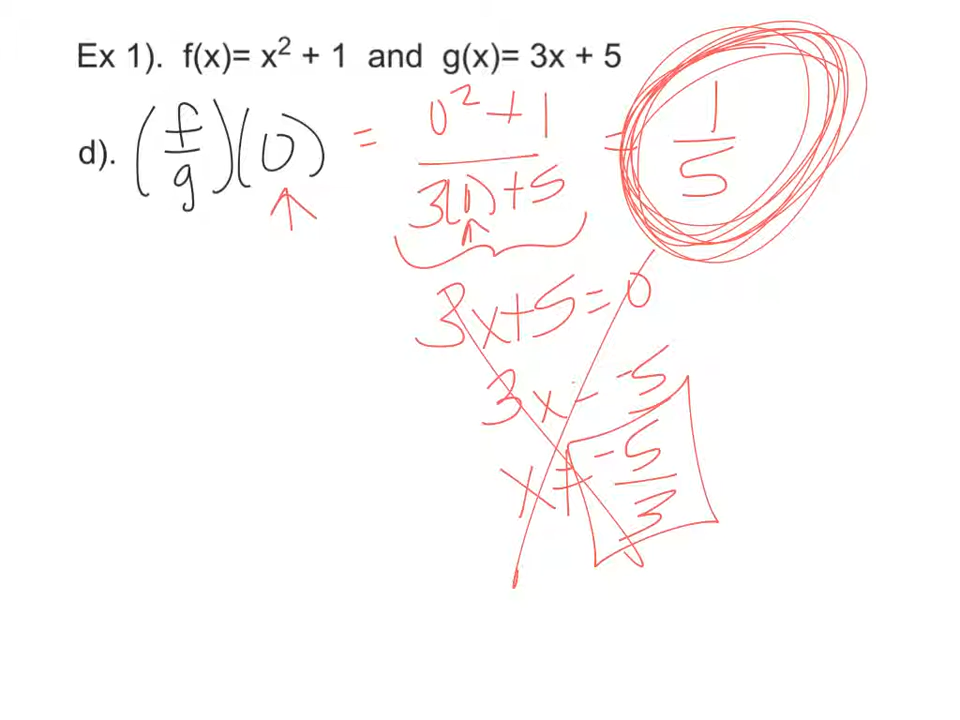 Ex 1). f(x)= x² + 1 and g(x)= 3x + 5
d). (f/g)(0) = (0² + 1)/(3(0) + 5) = 1/5
3x+5=0
3x = -5
x ≠ -5/3